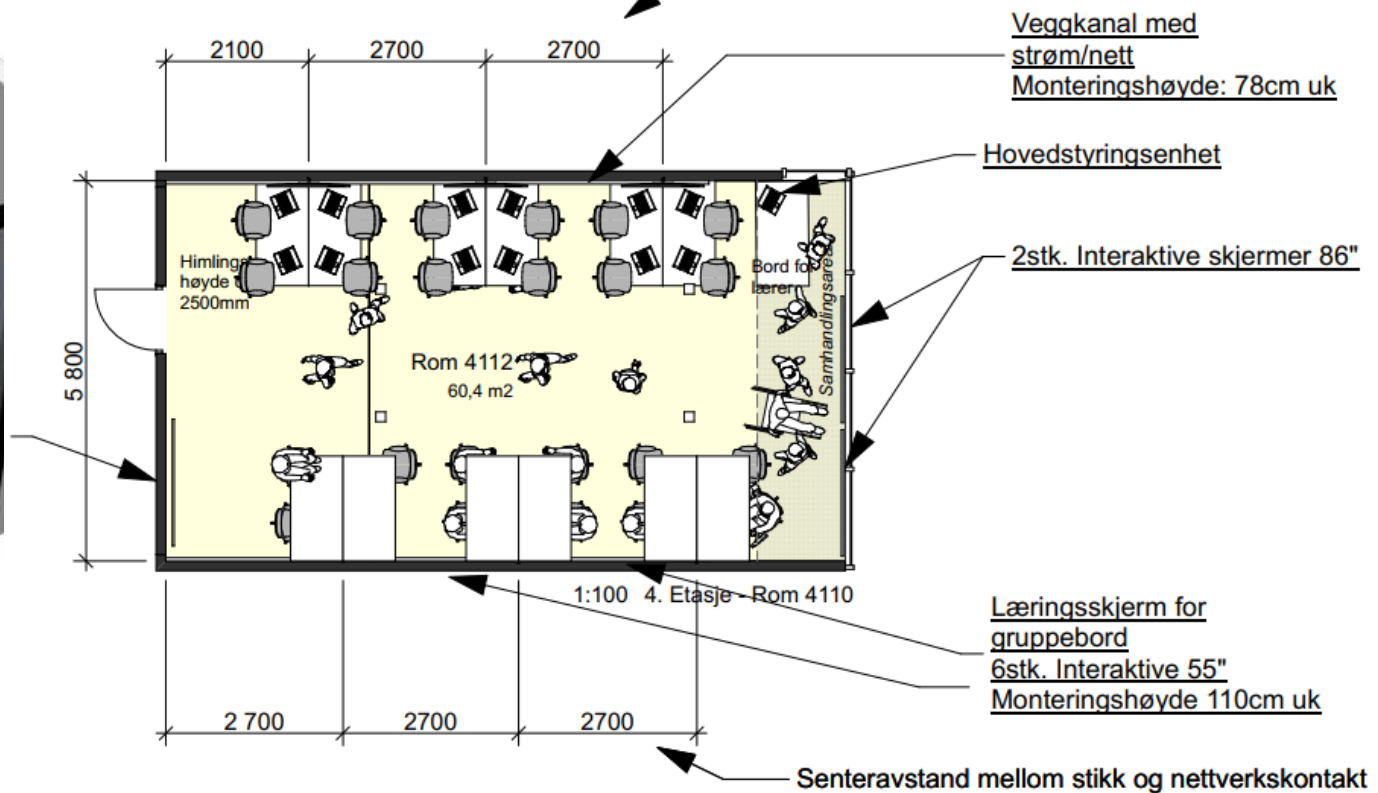 Veggkanal med
strøm/nett
Monteringshøyde: 78cm uk
2100 2700 2700
Hovedstyringsenhet
2stk. Interaktive skjermer 86"
Himlings
høyde
2500mm
Bord for
lærer
Samhandlingsareal
5 800
Rom 4112
60,4 m2
1:100 4. Etasje - Rom 4110
Læringsskjerm for
gruppebord
6stk. Interaktive 55"
Monteringshøyde 110cm uk
2 700 2700 2700
Senteravstand mellom stikk og nettverkskontakt